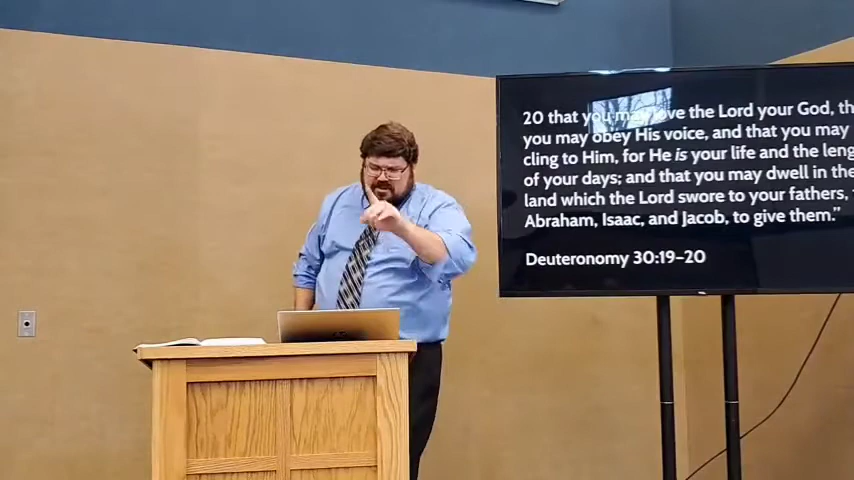 20 that you may love the Lord your God, th
you may obey His voice, and that you may
cling to Him, for He is your life and the leng
of your days; and that you may dwell in the
land which the Lord swore to your fathers,
Abraham, Isaac, and Jacob, to give them."
Deuteronomy 30:19-20